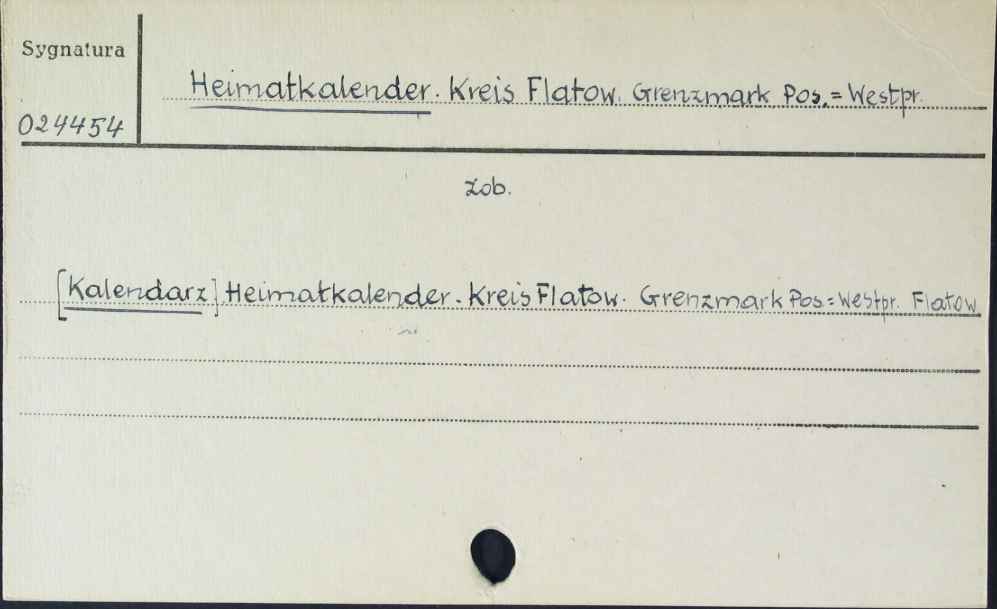 Sygnatura
Heimatkalender. Kreis Flatow. Grenzmark Pos.=Westpr.
024454
zob.
[Kalendarz] Heimatkalender. Kreis Flatow. Grenzmark Pos=Westpr. Flatow